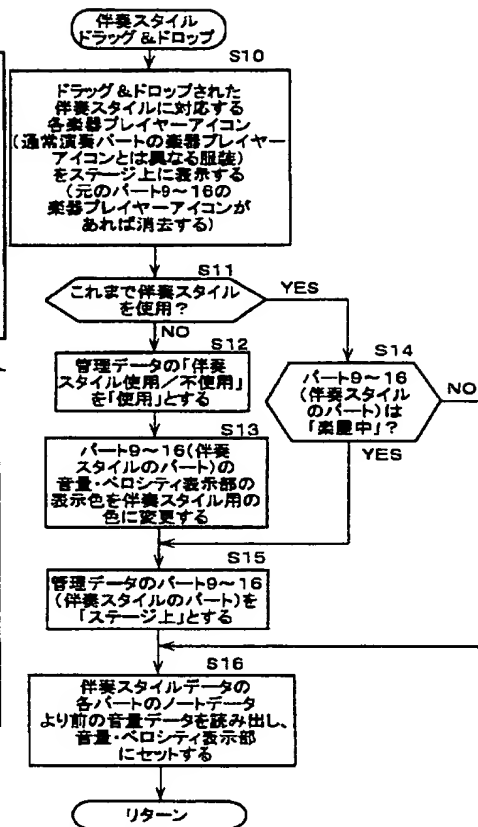 伴奏スタイル
ドラッグ&ドロップ
S10
ドラッグ&ドロップされた
伴奏スタイルに対応する
各楽器プレイヤーアイコン
(通常演奏パートの楽器プレイヤー
アイコンとは異なる服装)
をステージ上に表示する
(元のパート9～16の
楽器プレイヤーアイコンが
あれば消去する)
S11
これまで伴奏スタイル
を使用?
YES
NO
S12
管理データの「伴奏
スタイル使用/不使用」
を「使用」とする
S13
パート9～16(伴奏
スタイルのパート)の
音量・ベロシティ表示部の
表示色を伴奏スタイル用の
色に変更する
S14
パート9～16
(伴奏スタイル
のパート)は
「楽屋中」?
NO
YES
S15
管理データのパート9～16
(伴奏スタイルのパート)を
「ステージ上」とする
S16
伴奏スタイルデータの
各パートのノートデータ
より前の音量データを読み出し、
音量・ベロシティ表示部
にセットする
リターン